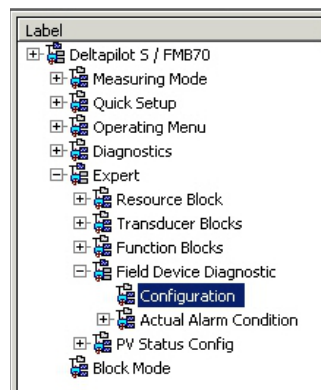 Label
Deltapilot S / FMB70
Measuring Mode
Quick Setup
Operating Menu
Diagnostics
Expert
Resource Block
Transducer Blocks
Function Blocks
Field Device Diagnostic
Configuration
Actual Alarm Condition
PV Status Config
Block Mode